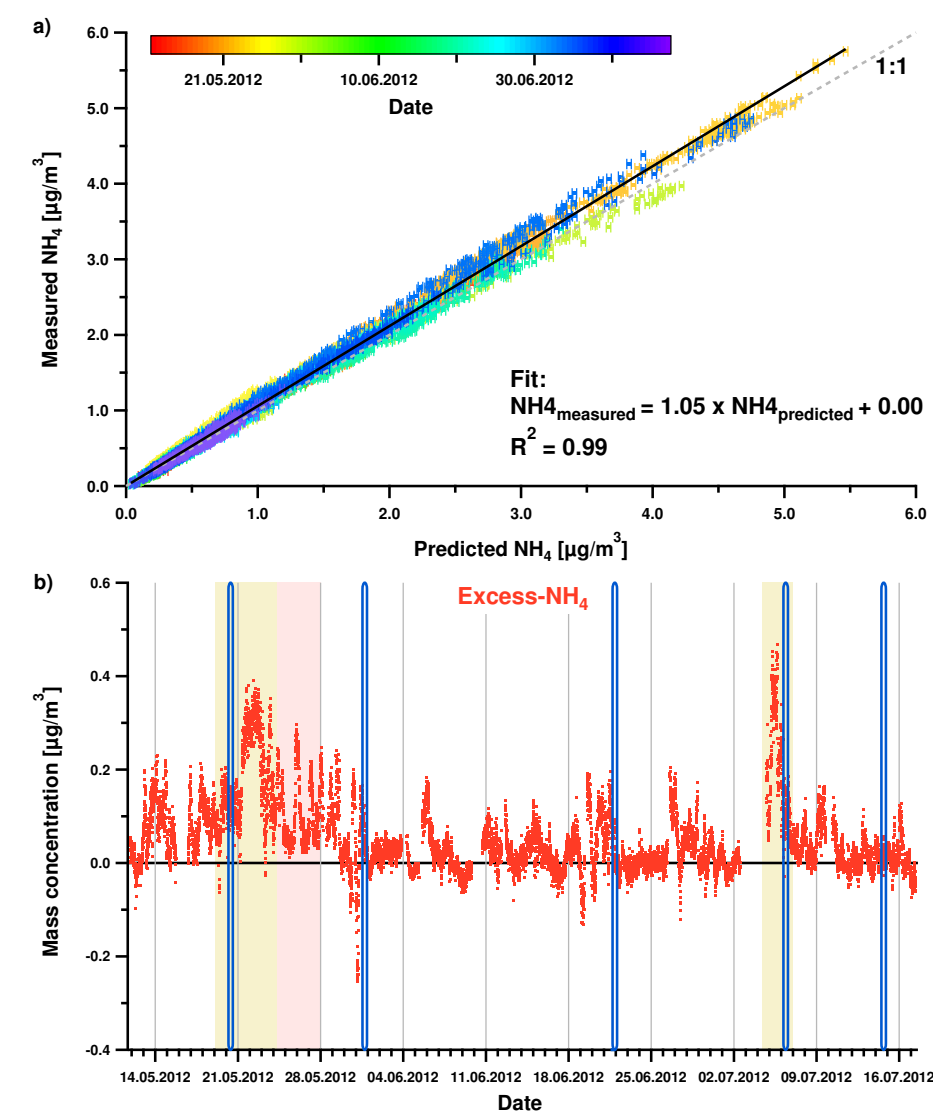 a)
6.0
5.0
4.0
3.0
2.0
1.0
0.0
Measured NH4 [µg/m3]
21.05.2012 10.06.2012 30.06.2012
Date
1:1
Fit:
NH4measured = 1.05 x NH4predicted + 0.00
R2 = 0.99
0.0 1.0 2.0 3.0 4.0 5.0 6.0
Predicted NH4 [µg/m3]
b)
Excess-NH4
0.6
0.4
0.2
0.0
-0.2
-0.4
Mass concentration [µg/m3]
14.05.2012 21.05.2012 28.05.2012 04.06.2012 11.06.2012 18.06.2012 25.06.2012 02.07.2012 09.07.2012 16.07.2012
Date